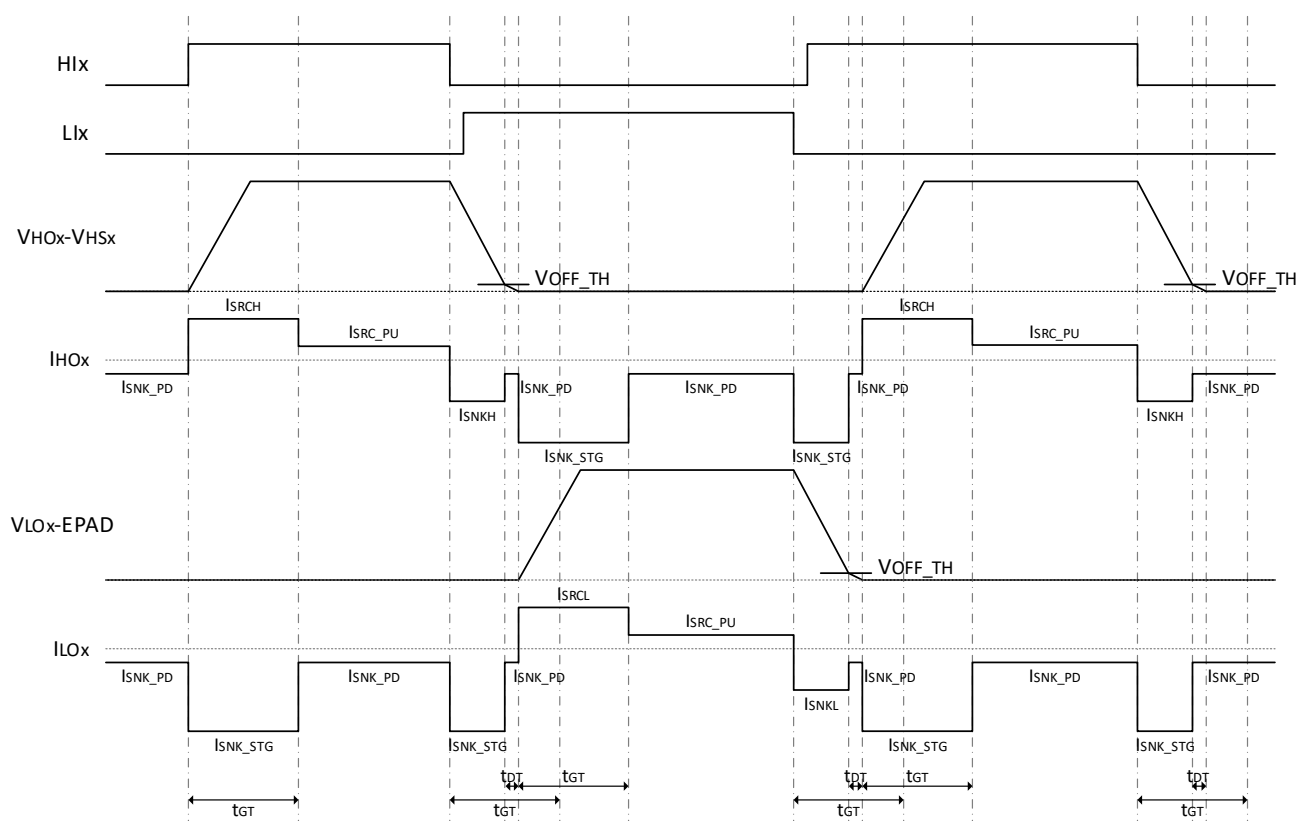 HIx
LIx
VHOx-VHSx
VOFF_TH
VOFF_TH
ISRCH
ISRCH
IHOx
ISRC_PU
ISRC_PU
ISNK_PD
ISNK_PD
ISNK_PD
ISNK_PD
ISNK_PD
ISNKH
ISNKH
ISNK_STG
ISNK_STG
VLOx-EPAD
VOFF_TH
ISRCL
ILOx
ISRC_PU
ISNK_PD
ISNK_PD
ISNK_PD
ISNK_PD
ISNK_PD
ISNK_PD
ISNKL
ISNK_STG
ISNK_STG
ISNK_STG
ISNK_STG
tDT
tGT
tDT
tGT
tDT
tGT
tGT
tGT
tGT